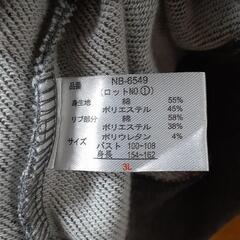 品番 NB-6549
(ロットNO①)
身生地 綿 55%
ポリエステル 45%
リブ部分 綿 58%
ポリエステル 38%
ポリウレタン 4%
サイズ バスト 100~108
身長 154~162
3L